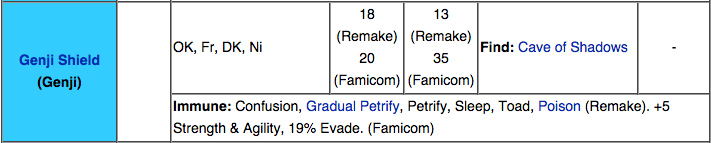 Genji Shield
(Genji)
OK, Fr, DK, Ni
18
(Remake)
20
(Famicom)
13
(Remake)
35
(Famicom)
Find: Cave of Shadows
-
Immune: Confusion, Gradual Petrify, Petrify, Sleep, Toad, Poison (Remake). +5
Strength & Agility, 19% Evade. (Famicom)